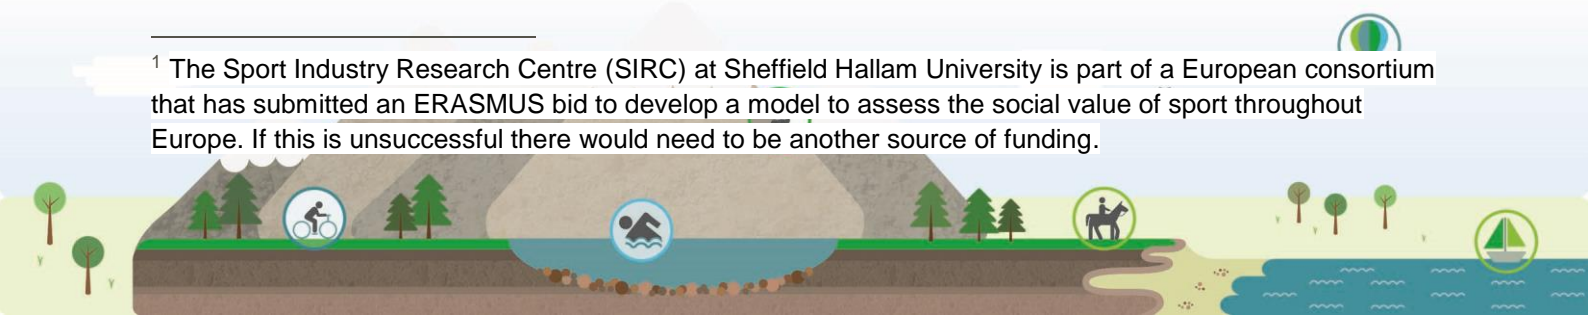 1 The Sport Industry Research Centre (SIRC) at Sheffield Hallam University is part of a European consortium
that has submitted an ERASMUS bid to develop a model to assess the social value of sport throughout
Europe. If this is unsuccessful there would need to be another source of funding.